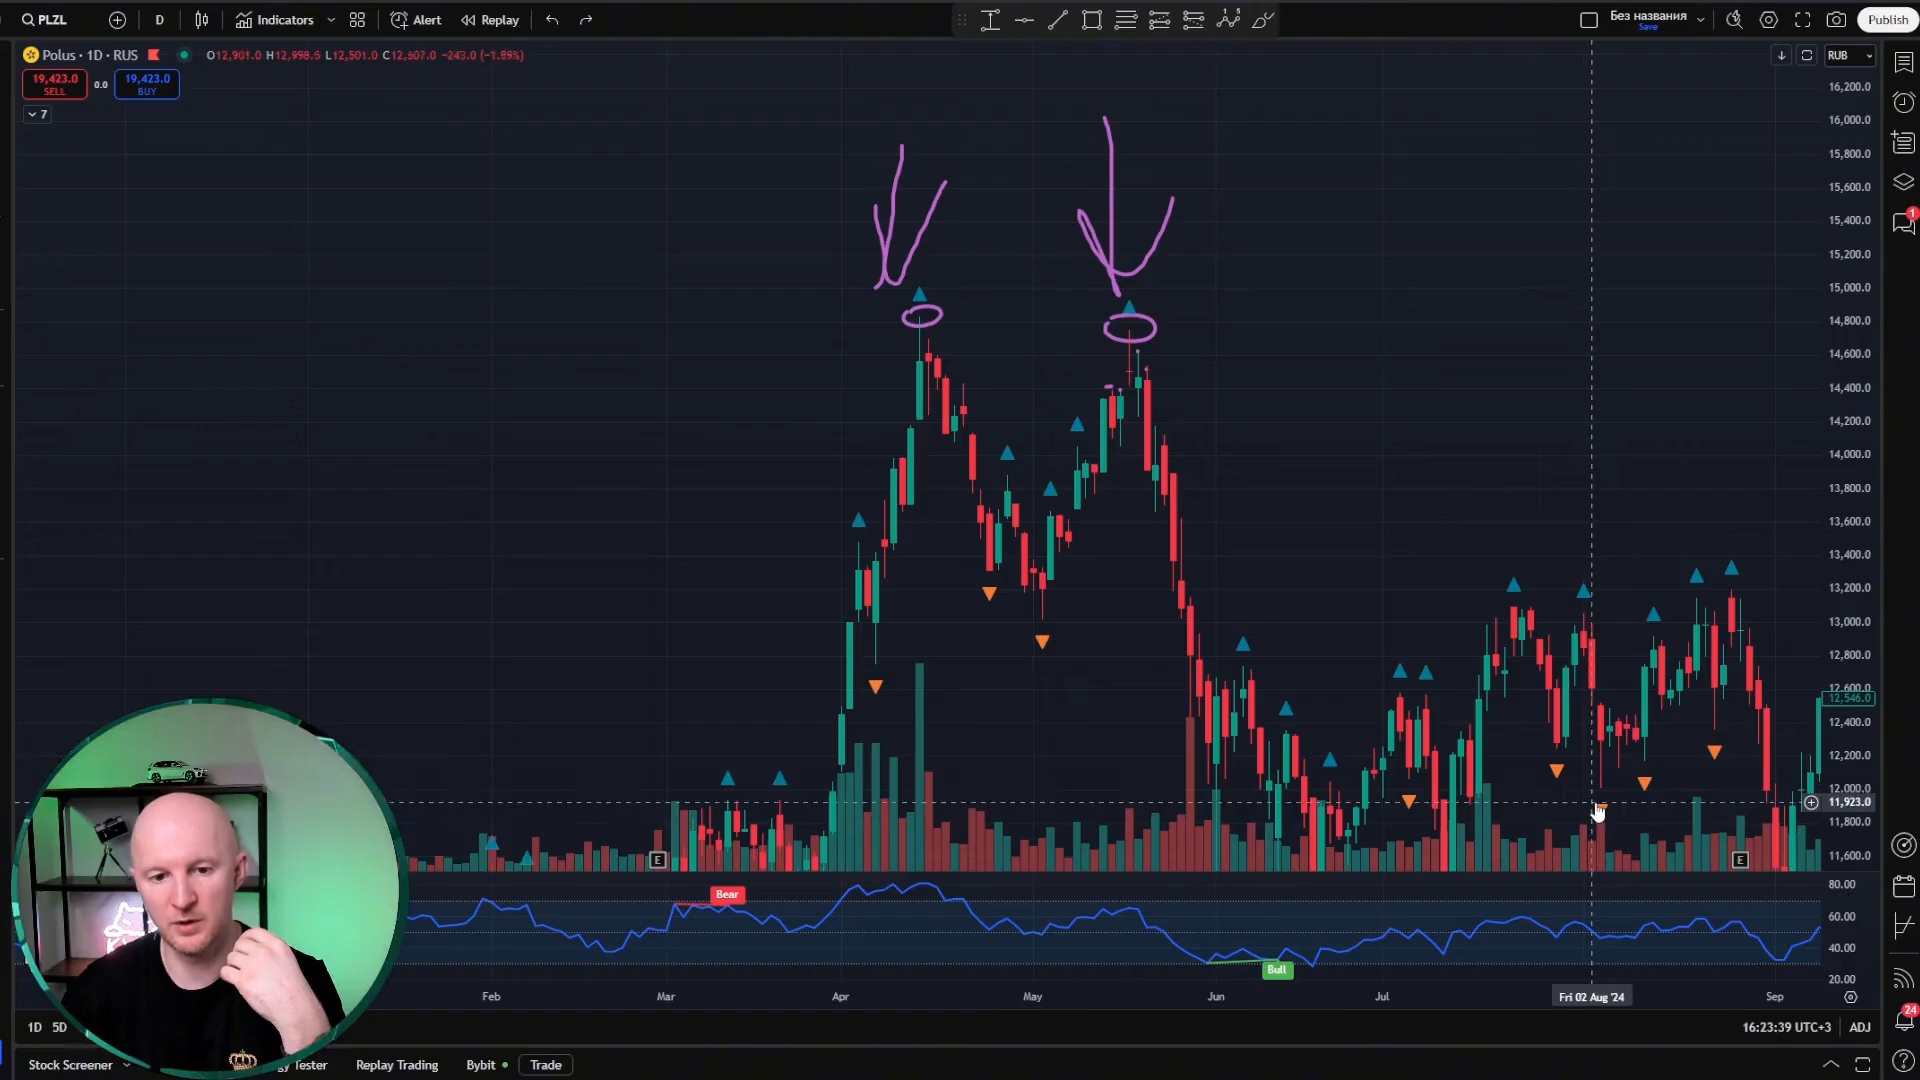 PLZL
D
Indicators
Alert
Replay
Без названия
Save
Publish
Polus · 1D · RUS
O12,901.0 H12,998.5 L12,501.0 C12,607.0 −243.0 (−1.89%)
RUB
19,423.0
SELL
0.0
19,423.0
BUY
7
16,200.0
16,000.0
15,800.0
15,600.0
15,400.0
15,200.0
15,000.0
14,800.0
14,600.0
14,400.0
14,200.0
14,000.0
13,800.0
13,600.0
13,400.0
13,200.0
13,000.0
12,800.0
12,600.0
12,546.0
12,400.0
12,200.0
12,000.0
11,923.0
11,800.0
11,600.0
E
E
Bear
Bull
80.00
60.00
40.00
20.00
Feb
Mar
Apr
May
Jun
Jul
Fri 02 Aug '24
Sep
1D
5D
16:23:39 UTC+3
ADJ
Stock Screener
Tester
Replay Trading
Bybit
Trade
1
24